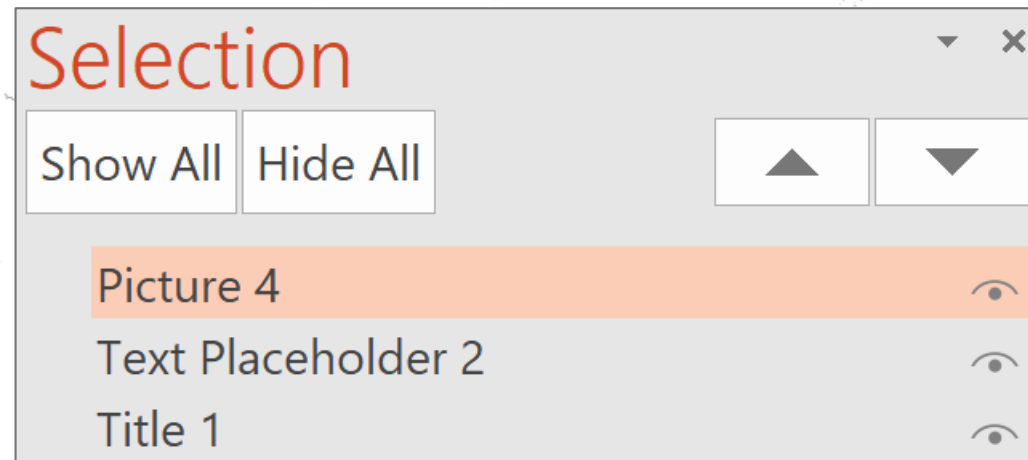 Selection
Show All Hide All
Picture 4
Text Placeholder 2
Title 1